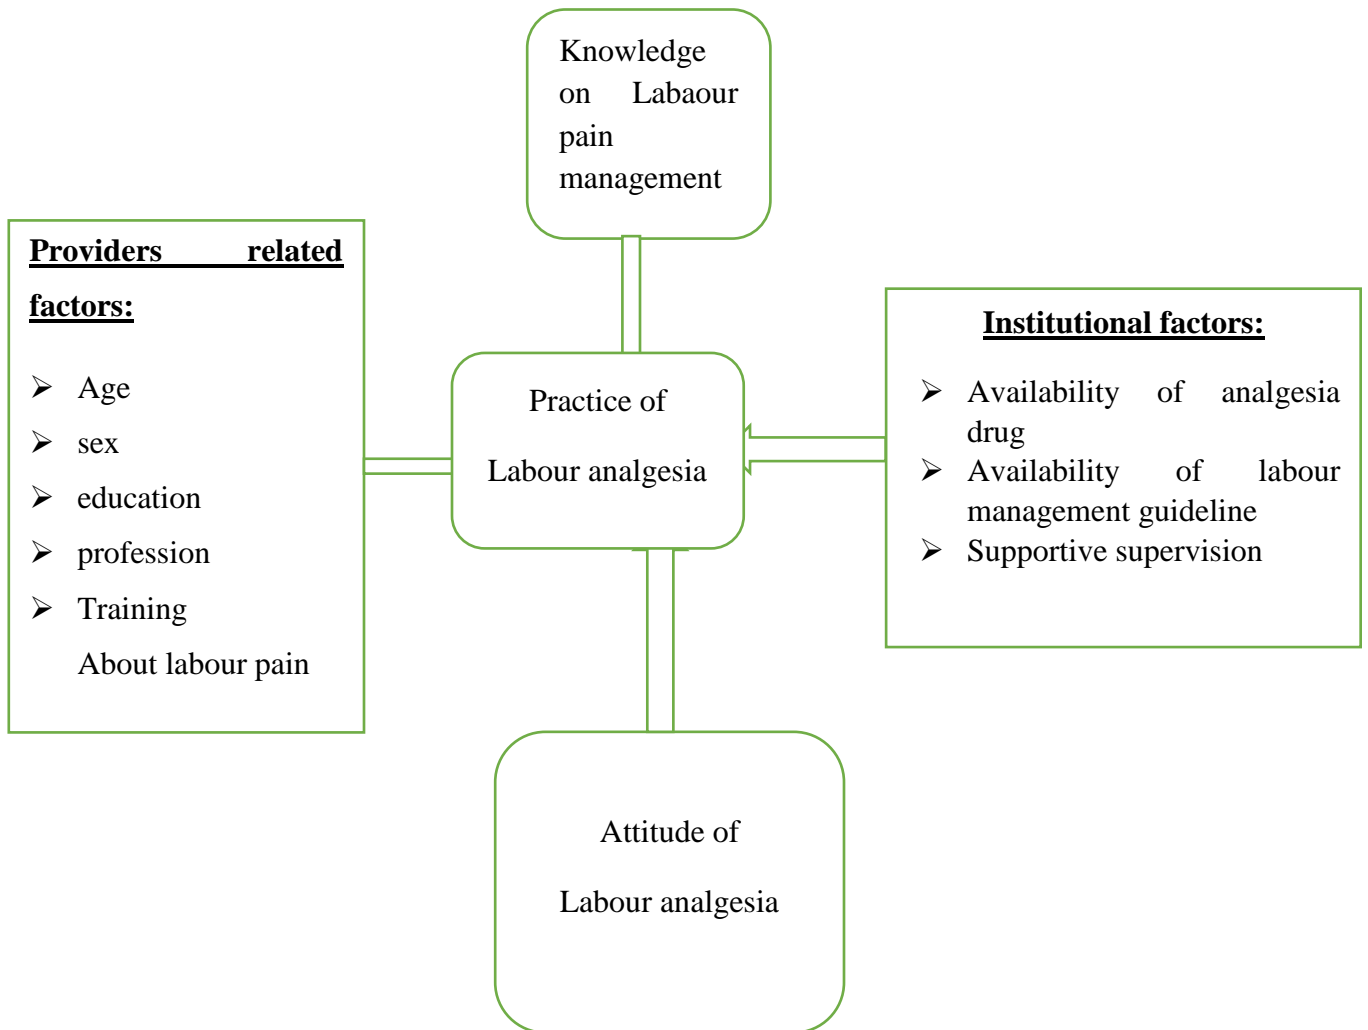 Knowledge
on Labaour
pain
management
Providers related
factors:
➢ Age
➢ sex
➢ education
➢ profession
➢ Training
About labour pain
Practice of
Labour analgesia
Institutional factors:
➢ Availability of analgesia
drug
➢ Availability of labour
management guideline
➢ Supportive supervision
Attitude of
Labour analgesia